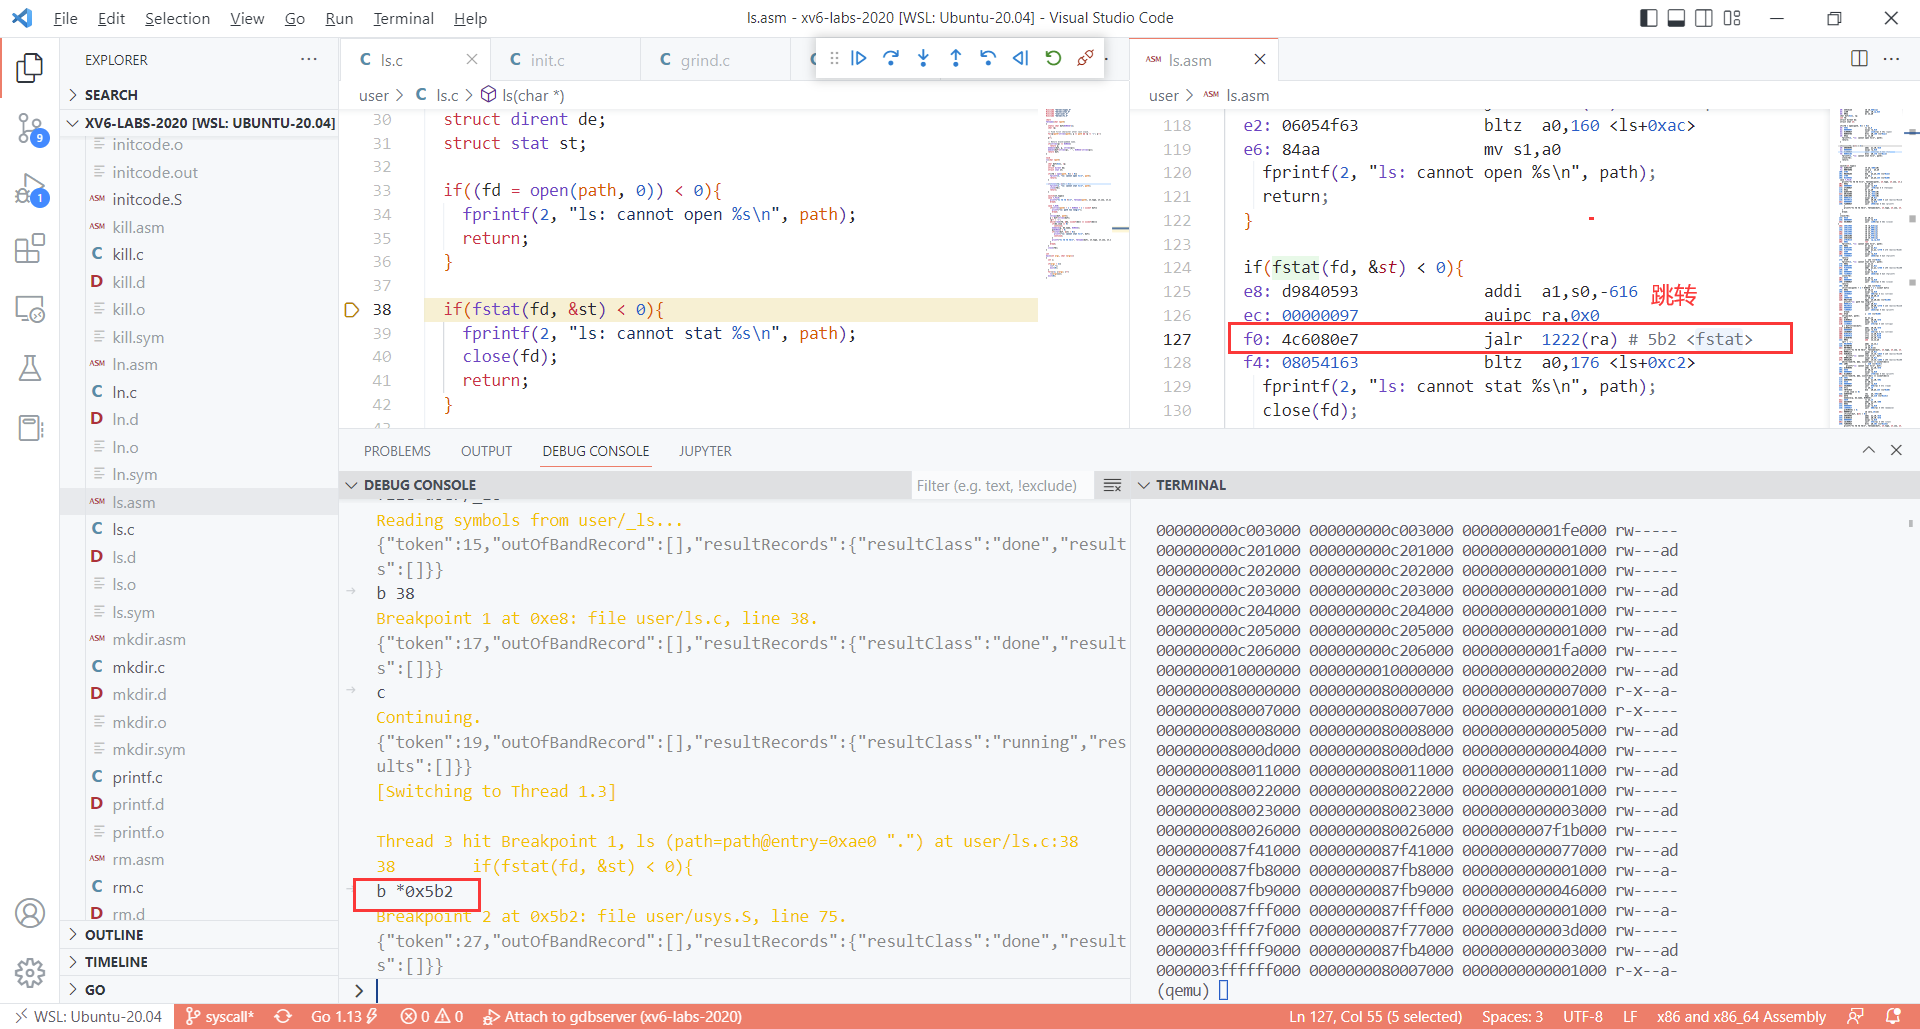 File Edit Selection View Go Run Terminal Help
ls.asm - xv6-labs-2020 [WSL: Ubuntu-20.04] - Visual Studio Code
EXPLORER
SEARCH
XV6-LABS-2020 [WSL: UBUNTU-20.04]
initcode.o
initcode.out
ASM initcode.S
ASM kill.asm
C kill.c
D kill.d
kill.o
kill.sym
ASM ln.asm
C ln.c
D ln.d
ln.o
ln.sym
ASM ls.asm
C ls.c
D ls.d
ls.o
ls.sym
ASM mkdir.asm
C mkdir.c
D mkdir.d
mkdir.o
mkdir.sym
C printf.c
D printf.d
printf.o
ASM rm.asm
C rm.c
D rm.d
OUTLINE
TIMELINE
GO
9
1
C ls.c
C init.c
C grind.c
user > C ls.c > ls(char *)
30 struct dirent de;
31 struct stat st;
32
33 if((fd = open(path, 0)) < 0){
34 fprintf(2, "ls: cannot open %s\n", path);
35 return;
36 }
37
38 if(fstat(fd, &st) < 0){
39 fprintf(2, "ls: cannot stat %s\n", path);
40 close(fd);
41 return;
42 }
ASM ls.asm
user > ASM ls.asm
118 e2: 06054f63 bltz a0,160 <ls+0xac>
119 e6: 84aa mv s1,a0
120 fprintf(2, "ls: cannot open %s\n", path);
121 return;
122 }
123
124 if(fstat(fd, &st) < 0){
125 e8: d9840593 addi a1,s0,-616 跳转
126 ec: 00000097 auipc ra,0x0
127 f0: 4c6080e7 jalr 1222(ra) # 5b2 <fstat>
128 f4: 08054163 bltz a0,176 <ls+0xc2>
129 fprintf(2, "ls: cannot stat %s\n", path);
130 close(fd);
PROBLEMS OUTPUT DEBUG CONSOLE JUPYTER
DEBUG CONSOLE
Filter (e.g. text, !exclude)
Reading symbols from user/_ls...
{"token":15,"outOfBandRecord":[],"resultRecords":{"resultClass":"done","result
s":[]}}
b 38
Breakpoint 1 at 0xe8: file user/ls.c, line 38.
{"token":17,"outOfBandRecord":[],"resultRecords":{"resultClass":"done","result
s":[]}}
c
Continuing.
{"token":19,"outOfBandRecord":[],"resultRecords":{"resultClass":"running","res
ults":[]}}
[Switching to Thread 1.3]
Thread 3 hit Breakpoint 1, ls (path=path@entry=0xae0 ".") at user/ls.c:38
38 if(fstat(fd, &st) < 0){
b *0x5b2
Breakpoint 2 at 0x5b2: file user/usys.S, line 75.
{"token":27,"outOfBandRecord":[],"resultRecords":{"resultClass":"done","result
s":[]}}
>
TERMINAL
000000000c003000 000000000c003000 00000000001fe000 rw-----
000000000c201000 000000000c201000 0000000000001000 rw---ad
000000000c202000 000000000c202000 0000000000001000 rw-----
000000000c203000 000000000c203000 0000000000001000 rw---ad
000000000c204000 000000000c204000 0000000000001000 rw-----
000000000c205000 000000000c205000 0000000000001000 rw---ad
000000000c206000 000000000c206000 00000000001fa000 rw-----
0000000010000000 0000000010000000 0000000000002000 rw---ad
0000000080000000 0000000080000000 0000000000007000 r-x--a-
0000000080007000 0000000080007000 0000000000001000 r-x----
0000000080008000 0000000080008000 0000000000005000 rw---ad
000000008000d000 000000008000d000 0000000000004000 rw-----
0000000080011000 0000000080011000 0000000000011000 rw---ad
0000000080022000 0000000080022000 0000000000001000 rw-----
0000000080023000 0000000080023000 0000000000003000 rw---ad
0000000080026000 0000000080026000 0000000007f1b000 rw-----
0000000087f41000 0000000087f41000 0000000000077000 rw---ad
0000000087fb8000 0000000087fb8000 0000000000001000 rw---a-
0000000087fb9000 0000000087fb9000 0000000000046000 rw-----
0000000087fff000 0000000087fff000 0000000000001000 rw---a-
0000003ffff7f000 0000000087f77000 000000000003d000 rw-----
0000003ffffff9000 0000000087fb4000 0000000000003000 rw---ad
0000003ffffff000 0000000080007000 0000000000001000 r-x--a-
(qemu)
WSL: Ubuntu-20.04 syscall* Go 1.13 0 0 Attach to gdbserver (xv6-labs-2020)
Ln 127, Col 55 (5 selected) Spaces: 3 UTF-8 LF x86 and x86_64 Assembly